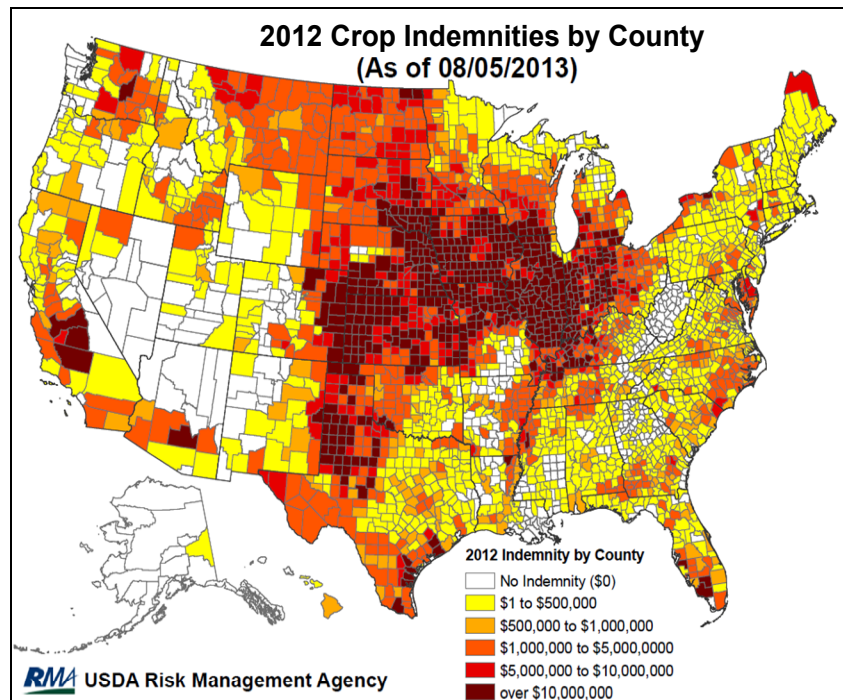 2012 Crop Indemnities by County
(As of 08/05/2013)
2012 Indemnity by County
No Indemnity ($0)
$1 to $500,000
$500,000 to $1,000,000
$1,000,000 to $5,000,0000
$5,000,000 to $10,000,000
over $10,000,000
RMA USDA Risk Management Agency